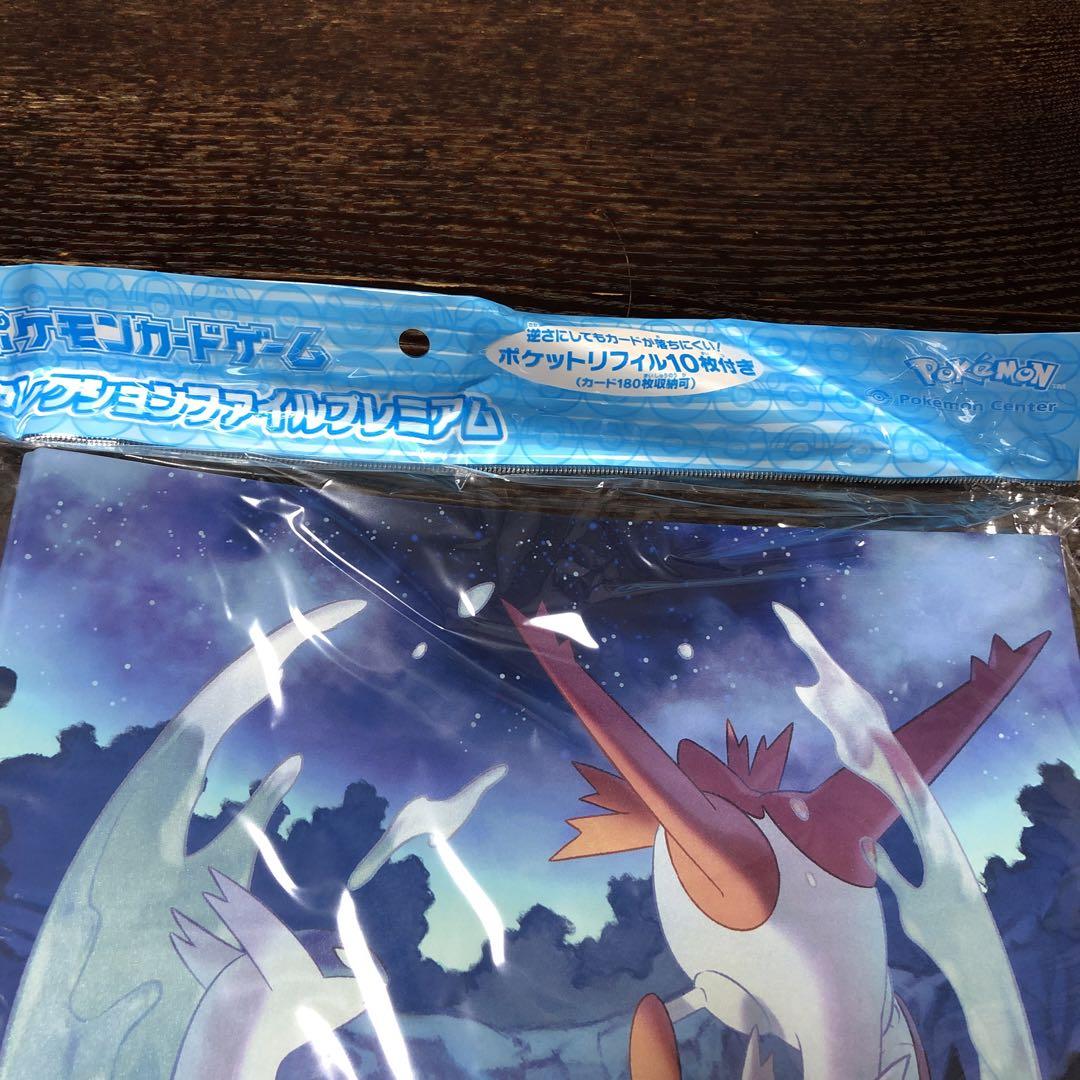 ポケモンカードゲーム
コレクションファイルプレミアム
逆さにしてもカードが落ちにくい!
ポケットリフィル10枚付き
(カード180枚収納可)
POKéMON
Pokémon Center